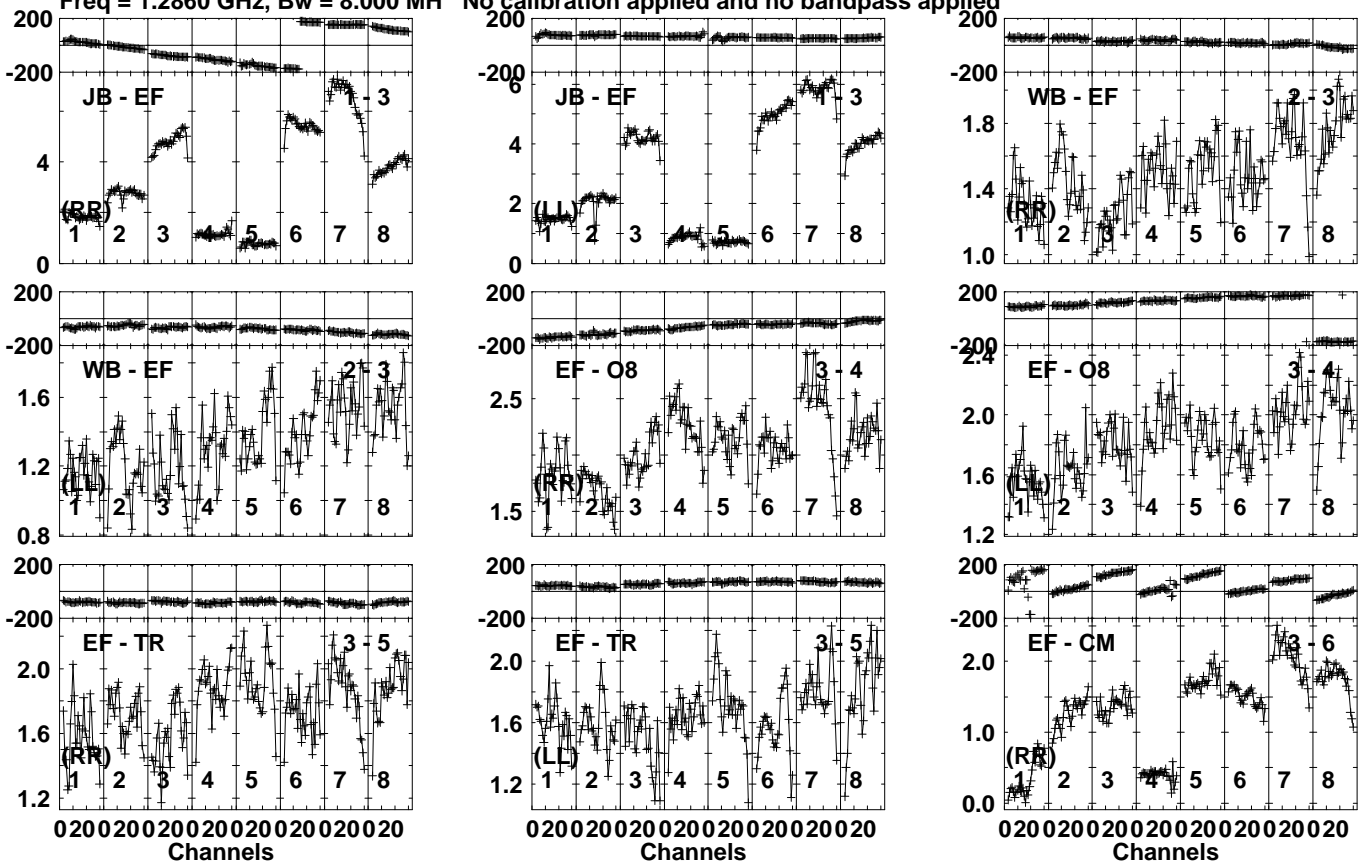 Freq = 1.2860 GHz, Bw = 8.000 MH No calibration applied and no bandpass applied
200 200 200
-200 -200 -200
JB - EF 1 - 3 6 JB - EF 1 - 3 WB - EF 2 - 3
1.8
4 4
1.4
2
(RR) (LL) (RR)
1 2 3 4 5 6 7 8 1 2 3 4 5 6 7 8 1 2 3 4 5 6 7 8
0 0 1.0
200 200 200
-200 -200 -200
2.4
WB - EF 2 - 3 EF - O8 3 - 4 EF - O8 3 - 4
1.6 2.5 2.0
1.2 1.6
(LL) (RR) (LL)
1 2 3 4 5 6 7 8 1.5 1 2 3 4 5 6 7 8 1 2 3 4 5 6 7 8
0.8 1.2
200 200 200
-200 -200 -200
EF - TR 3 - 5 EF - TR 3 - 5 EF - CM 3 - 6
2.0 2.0 2.0
1.6 1.6 1.0
(RR) (LL) (RR)
1 2 3 4 5 6 7 8 1 2 3 4 5 6 7 8 1 2 3 4 5 6 7 8
1.2 1.2 0.0
0 20 0 20 0 20 0 20 0 20 0 20 0 20 0 20 0 20 0 20 0 20 0 20 0 20 0 20 0 20 0 20 0 20 0 20 0 20 0 20 0 20 0 20 0 20 0 20
Channels Channels Channels